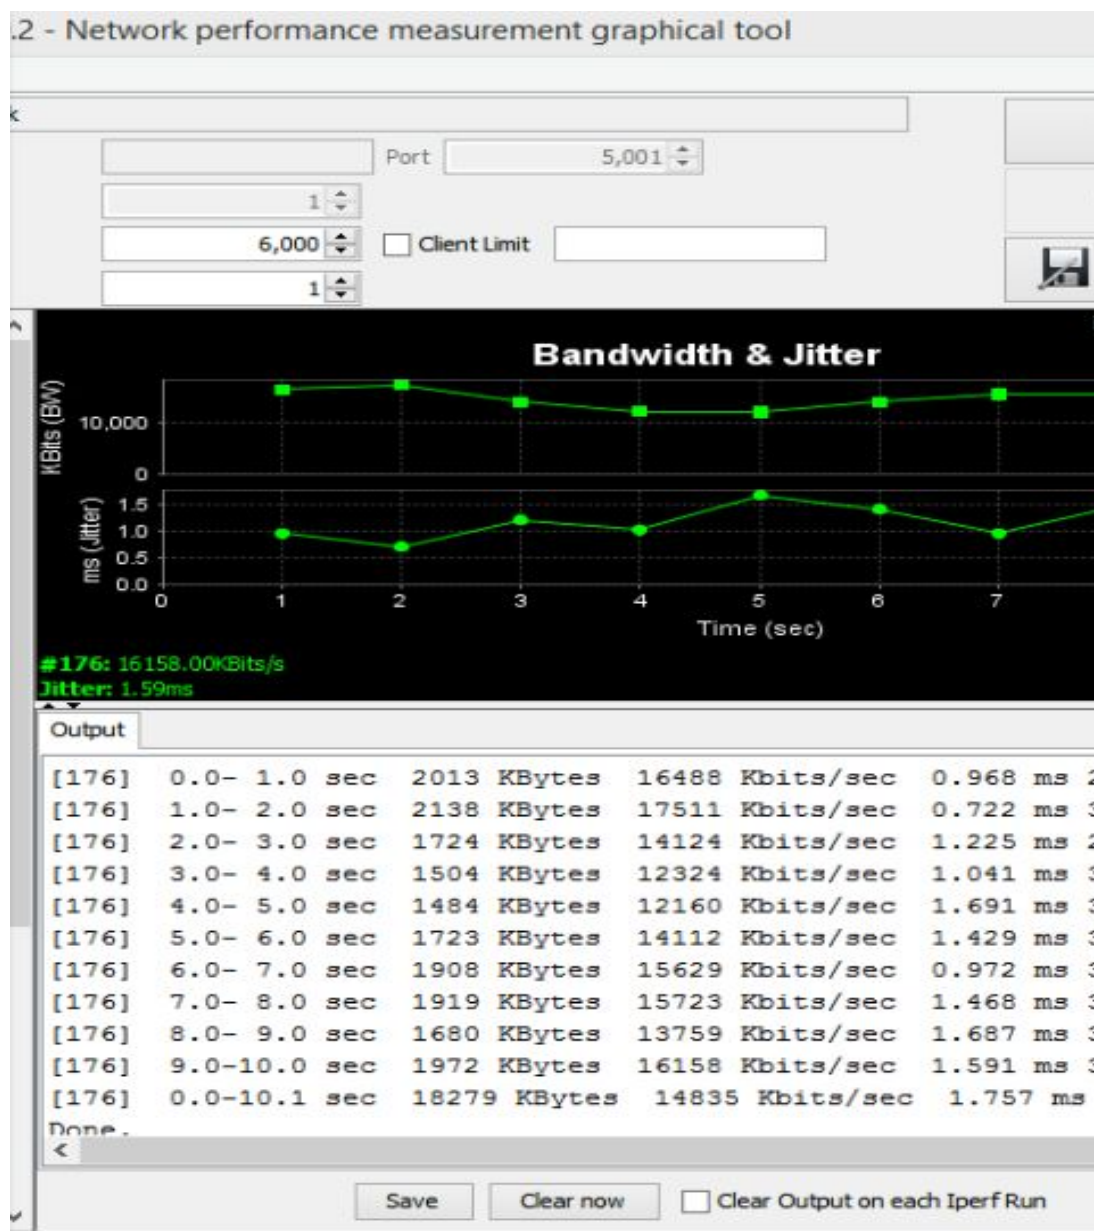 .2 - Network performance measurement graphical tool
k
Port 5,001
1
6,000 Client Limit
1
Bandwidth & Jitter
KBits (BW)
10,000
0
ms (Jitter)
1.5
1.0
0.5
0.0
0 1 2 3 4 5 6 7
Time (sec)
#176: 16158.00KBits/s
Jitter: 1.59ms
Output
[176] 0.0- 1.0 sec 2013 KBytes 16488 Kbits/sec 0.968 ms 2
[176] 1.0- 2.0 sec 2138 KBytes 17511 Kbits/sec 0.722 ms 3
[176] 2.0- 3.0 sec 1724 KBytes 14124 Kbits/sec 1.225 ms 2
[176] 3.0- 4.0 sec 1504 KBytes 12324 Kbits/sec 1.041 ms 3
[176] 4.0- 5.0 sec 1484 KBytes 12160 Kbits/sec 1.691 ms 3
[176] 5.0- 6.0 sec 1723 KBytes 14112 Kbits/sec 1.429 ms 3
[176] 6.0- 7.0 sec 1908 KBytes 15629 Kbits/sec 0.972 ms 3
[176] 7.0- 8.0 sec 1919 KBytes 15723 Kbits/sec 1.468 ms 3
[176] 8.0- 9.0 sec 1680 KBytes 13759 Kbits/sec 1.687 ms 3
[176] 9.0-10.0 sec 1972 KBytes 16158 Kbits/sec 1.591 ms 3
[176] 0.0-10.1 sec 18279 KBytes 14835 Kbits/sec 1.757 ms
Done.
Save Clear now Clear Output on each Iperf Run